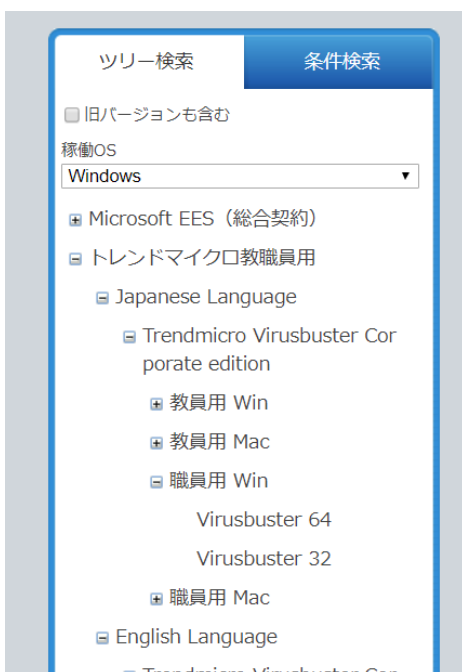 ツリー検索
条件検索
旧バージョンも含む
稼働OS
Windows
Microsoft EES（総合契約）
トレンドマイクロ教職員用
Japanese Language
Trendmicro Virusbuster Cor
porate edition
教員用 Win
教員用 Mac
職員用 Win
Virusbuster 64
Virusbuster 32
職員用 Mac
English Language